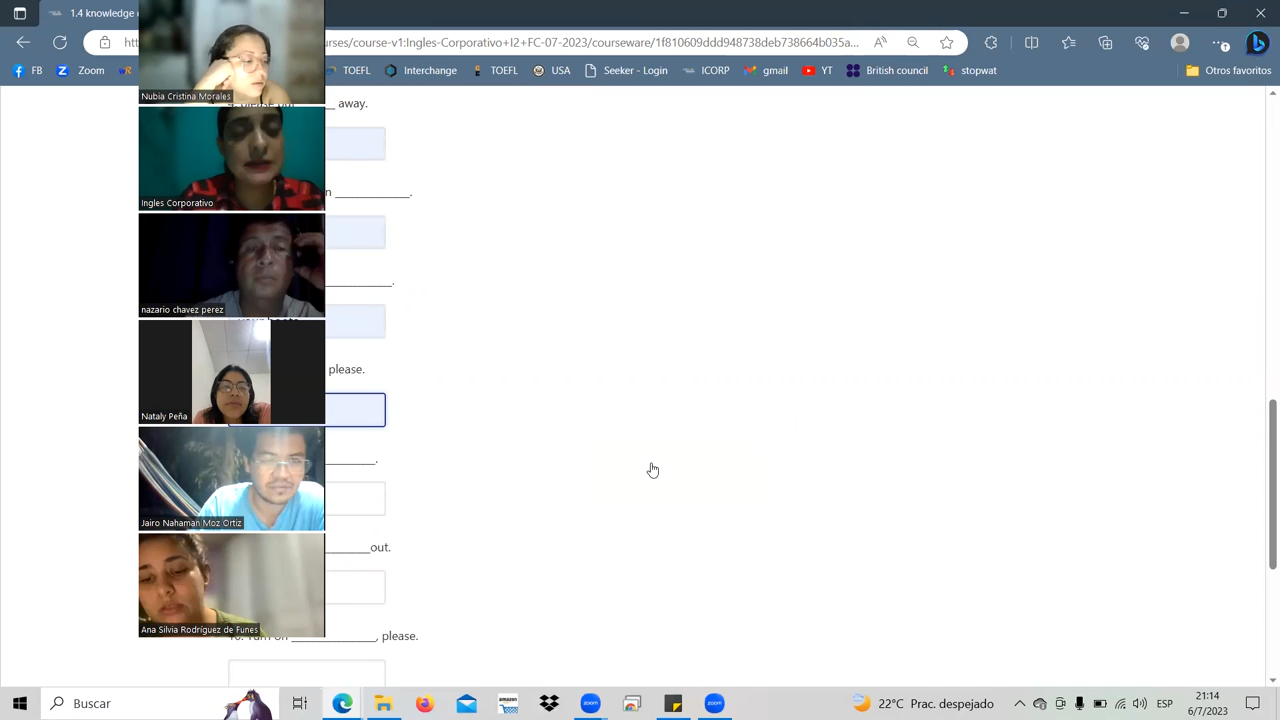 1.4 knowledge
htt
rses/course-v1:Ingles-Corporativo+I2+FC-07-2023/courseware/1f810609ddd948738deb738664b035a...
FB
Zoom
TOEFL
Interchange
TOEFL
USA
Seeker - Login
ICORP
gmail
YT
British council
stopwat
Otros favoritos
away.
please.
out.
, please.
Nubia Cristina Morales
Ingles Corporativo
nazario chavez perez
Nataly Peña
Jairo Nahaman Moz Ortiz
Ana Silvia Rodríguez de Funes
Buscar
22°C Prac. despejado
ESP
21:14
6/7/2023